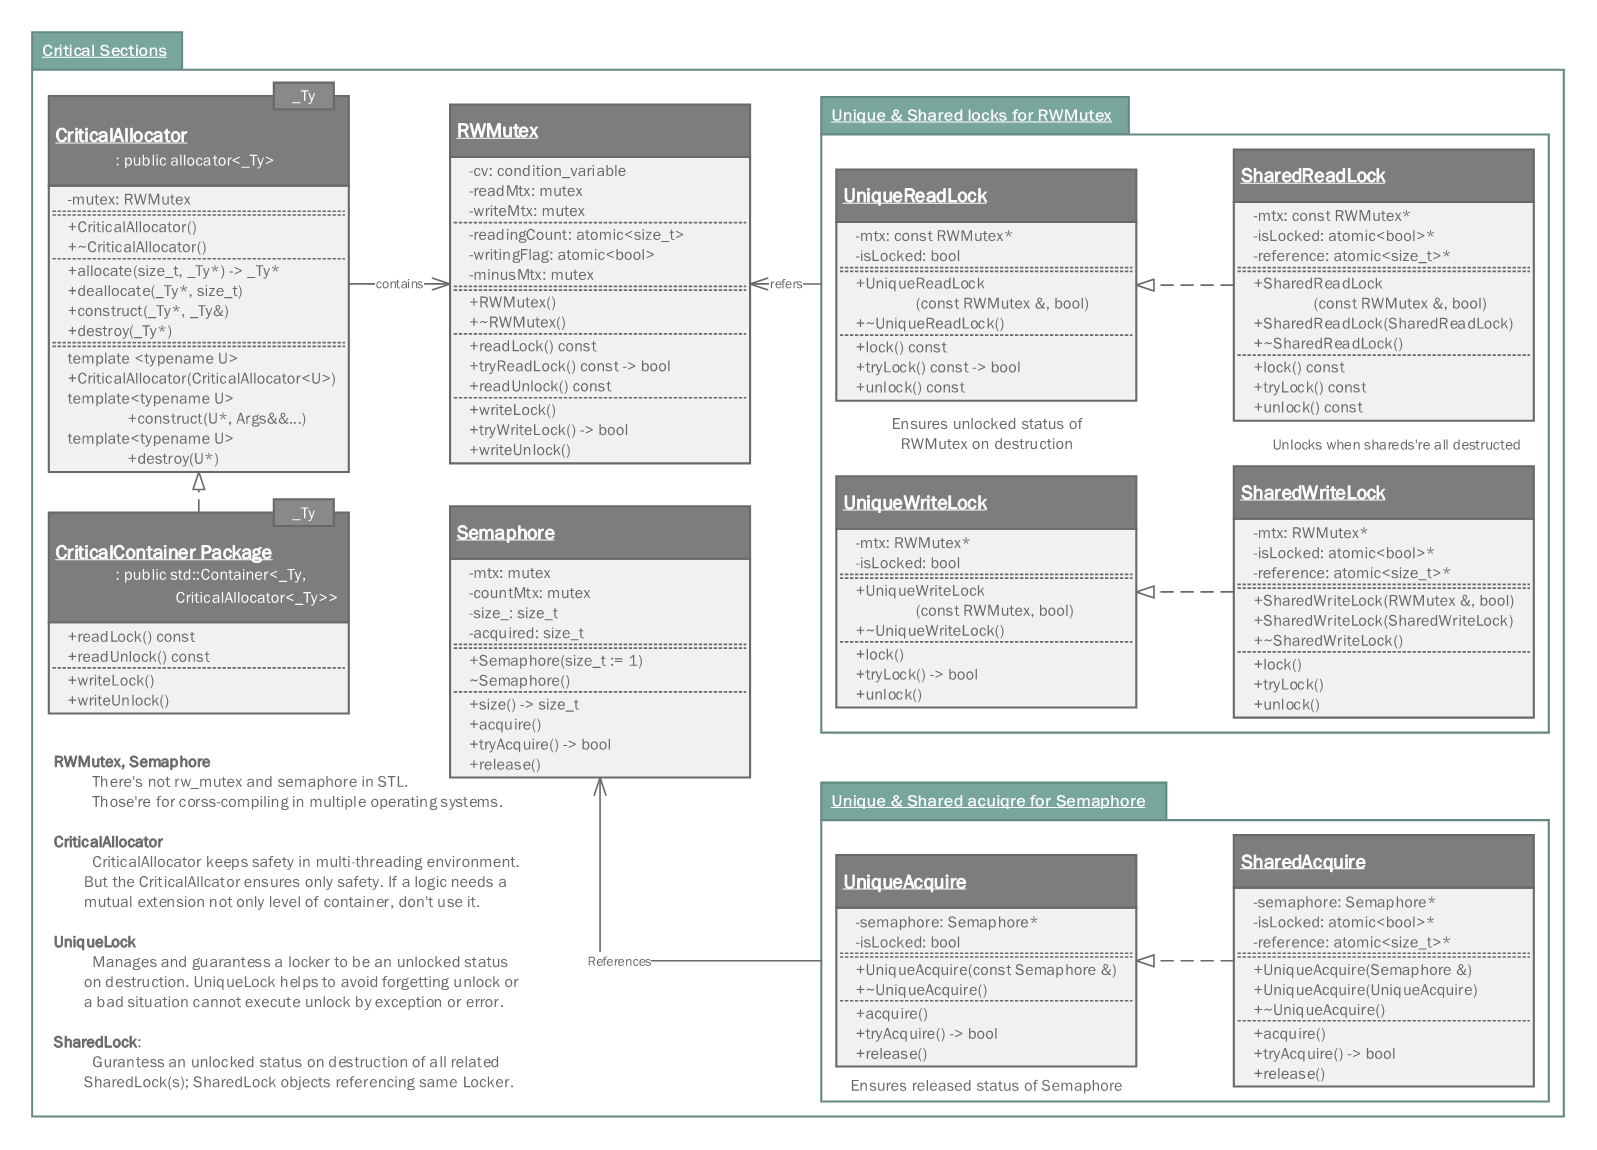 Critical Sections
_Ty
CriticalAllocator
: public allocator<_Ty>
-mutex: RWMutex
+CriticalAllocator()
+~CriticalAllocator()
+allocate(size_t, _Ty*) -> _Ty*
+deallocate(_Ty*, size_t)
+construct(_Ty*, _Ty&)
+destroy(_Ty*)
template <typename U>
+CriticalAllocator(CriticalAllocator<U>)
template<typename U>
+construct(U*, Args&&...)
template<typename U>
+destroy(U*)
_Ty
CriticalContainer Package
: public std::Container<_Ty,
CriticalAllocator<_Ty>>
+readLock() const
+readUnlock() const
+writeLock()
+writeUnlock()
contains
RWMutex
-cv: condition_variable
-readMtx: mutex
-writeMtx: mutex
-readingCount: atomic<size_t>
-writingFlag: atomic<bool>
-minusMtx: mutex
+RWMutex()
+~RWMutex()
+readLock() const
+tryReadLock() const -> bool
+readUnlock() const
+writeLock()
+tryWriteLock() -> bool
+writeUnlock()
refers
Semaphore
-mtx: mutex
-countMtx: mutex
-size_: size_t
-acquired: size_t
+Semaphore(size_t := 1)
~Semaphore()
+size() -> size_t
+acquire()
+tryAcquire() -> bool
+release()
References
Unique & Shared locks for RWMutex
UniqueReadLock
-mtx: const RWMutex*
-isLocked: bool
+UniqueReadLock
(const RWMutex &, bool)
+~UniqueReadLock()
+lock() const
+tryLock() const -> bool
+unlock() const
Ensures unlocked status of
RWMutex on destruction
SharedReadLock
-mtx: const RWMutex*
-isLocked: atomic<bool>*
-reference: atomic<size_t>*
+SharedReadLock
(const RWMutex &, bool)
+SharedReadLock(SharedReadLock)
+~SharedReadLock()
+lock() const
+tryLock() const
+unlock() const
Unlocks when shareds're all destructed
UniqueWriteLock
-mtx: RWMutex*
-isLocked: bool
+UniqueWriteLock
(const RWMutex, bool)
+~UniqueWriteLock()
+lock()
+tryLock() -> bool
+unlock()
SharedWriteLock
-mtx: RWMutex*
-isLocked: atomic<bool>*
-reference: atomic<size_t>*
+SharedWriteLock(RWMutex &, bool)
+SharedWriteLock(SharedWriteLock)
+~SharedWriteLock()
+lock()
+tryLock()
+unlock()
RWMutex, Semaphore
There's not rw_mutex and semaphore in STL.
Those're for corss-compiling in multiple operating systems.
CriticalAllocator
CriticalAllocator keeps safety in multi-threading environment.
But the CriticalAllcator ensures only safety. If a logic needs a
mutual extension not only level of container, don't use it.
UniqueLock
Manages and guarantess a locker to be an unlocked status
on destruction. UniqueLock helps to avoid forgetting unlock or
a bad situation cannot execute unlock by exception or error.
SharedLock:
Gurantess an unlocked status on destruction of all related
SharedLock(s); SharedLock objects referencing same Locker.
Unique & Shared acuiqre for Semaphore
UniqueAcquire
-semaphore: Semaphore*
-isLocked: bool
+UniqueAcquire(const Semaphore &)
+~UniqueAcquire()
+acquire()
+tryAcquire() -> bool
+release()
Ensures released status of Semaphore
SharedAcquire
-semaphore: Semaphore*
-isLocked: atomic<bool>*
-reference: atomic<size_t>*
+UniqueAcquire(Semaphore &)
+UniqueAcquire(UniqueAcquire)
+~UniqueAcquire()
+acquire()
+tryAcquire() -> bool
+release()